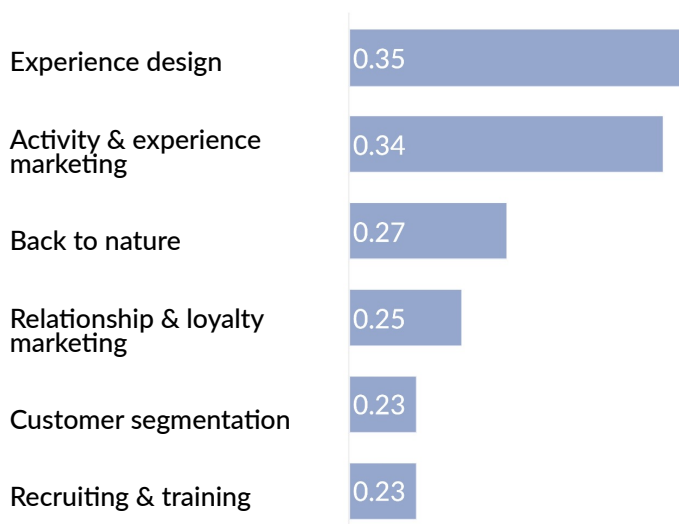 Experience design
0.35
Activity & experience
marketing
0.34
Back to nature
0.27
Relationship & loyalty
marketing
0.25
Customer segmentation
0.23
Recruiting & training
0.23